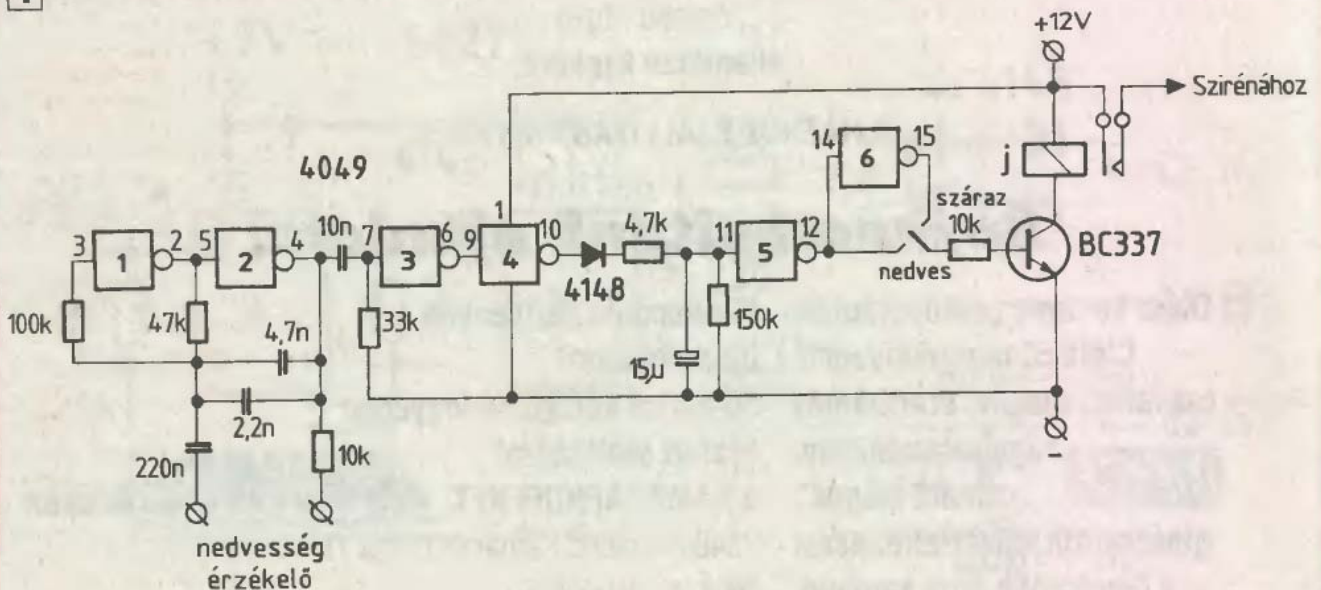 +12V
Szirénához
4049
14
6
15
j
száraz
10k
BC337
1
3
1
2
5
2
4
10n
7
3
6
9
4
10
4,7k
11
5
12
nedves
4148
100k
47k
4,7n
33k
150k
15µ
2,2n
220n
10k
-
nedvesség
érzékelő